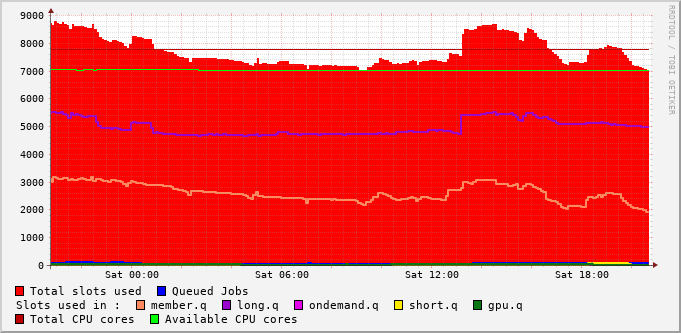 9000
8000
7000
6000
5000
4000
3000
2000
1000
0
Sat 00:00 Sat 06:00 Sat 12:00 Sat 18:00
RRDTOOL / TOBI OETIKER
Total slots used Queued Jobs
Slots used in : member.q long.q ondemand.q short.q gpu.q
Total CPU cores Available CPU cores